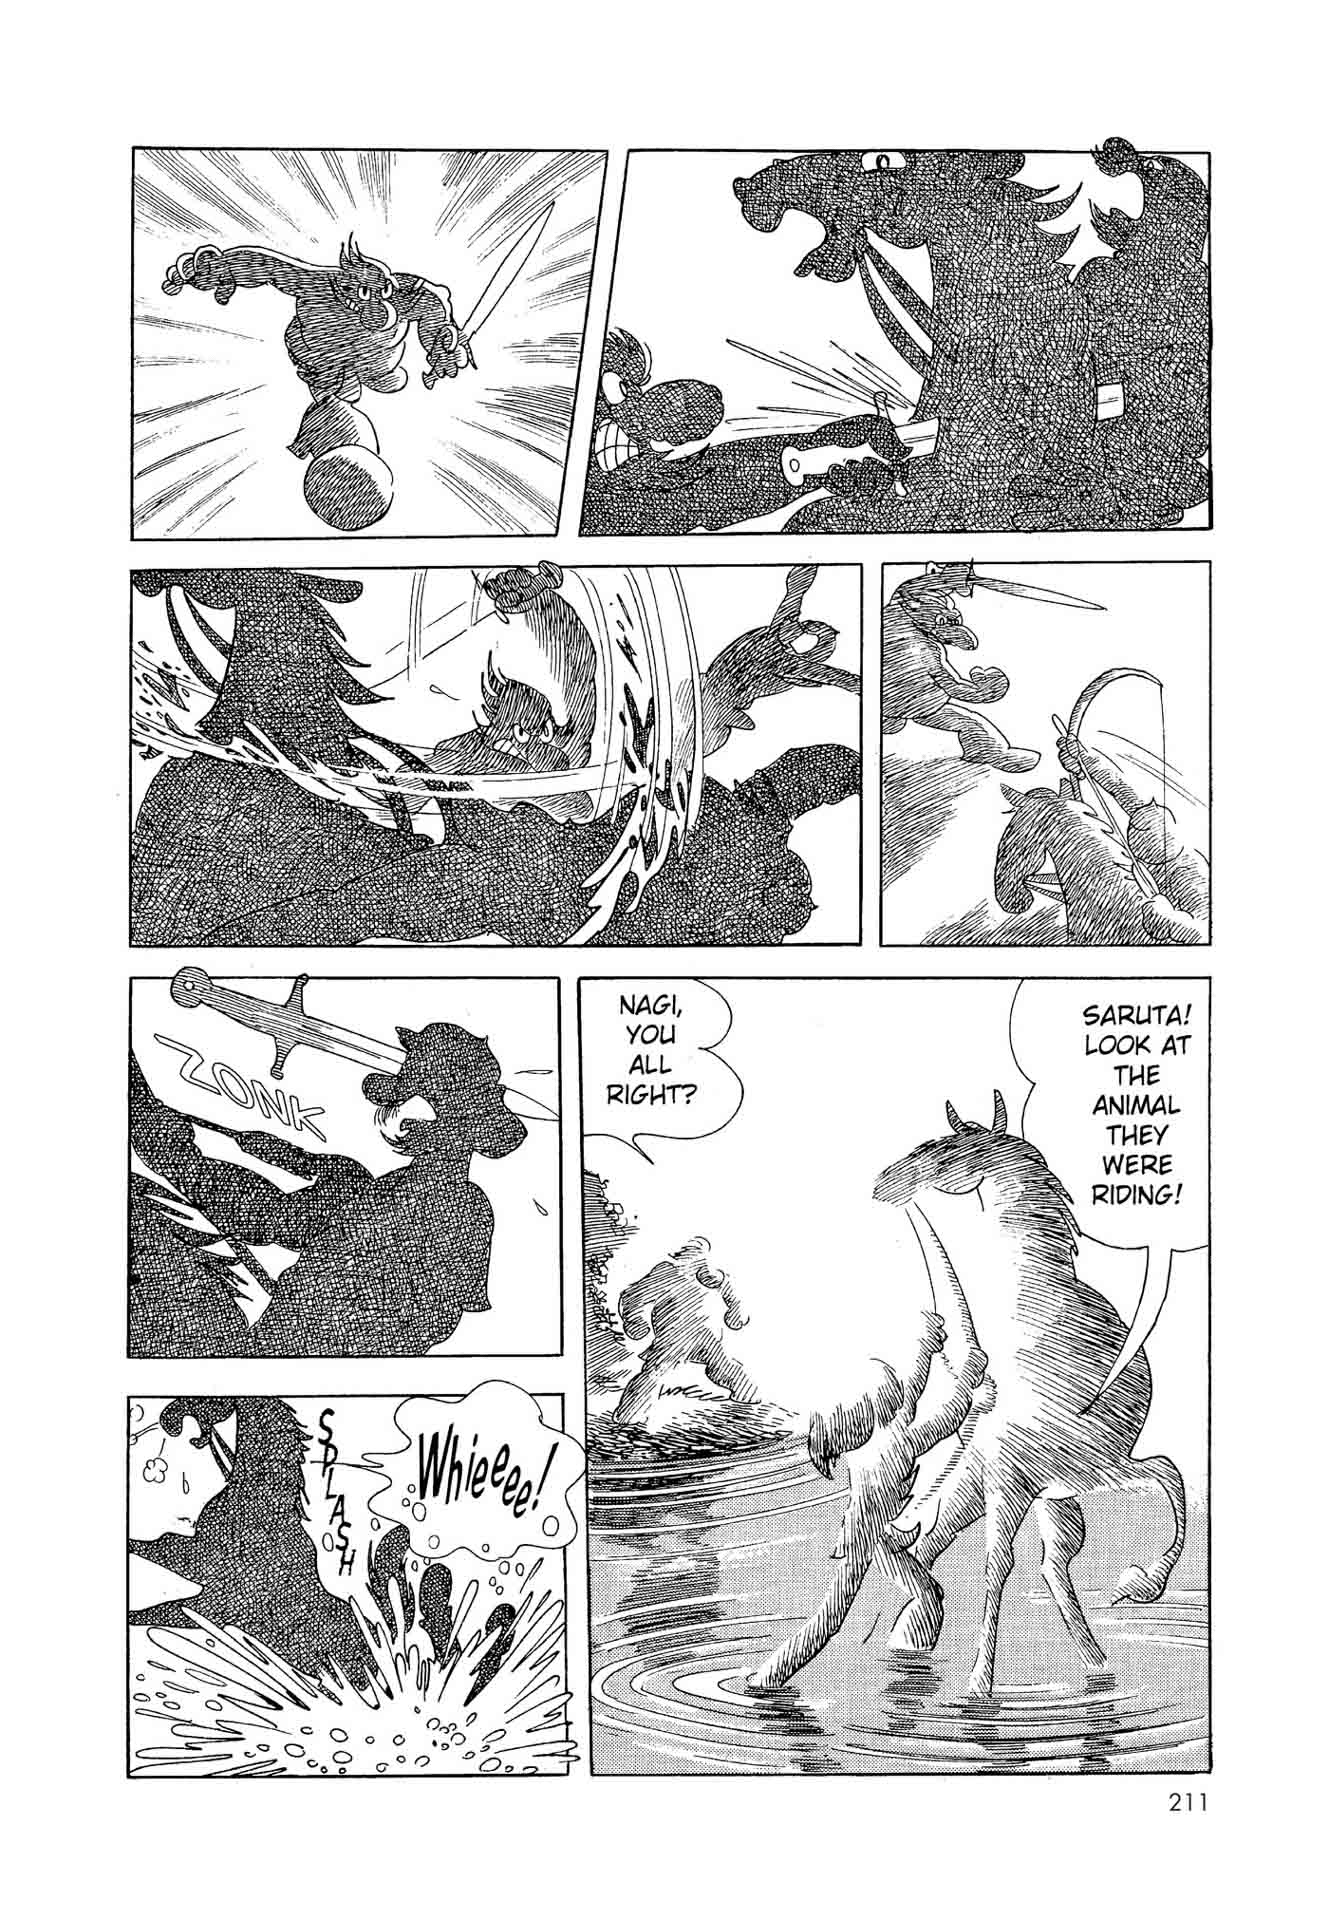 ZONK
SPLASH
Whieeee!
NAGI,
YOU
ALL
RIGHT?
SARUTA!
LOOK AT
THE
ANIMAL
THEY
WERE
RIDING!
211